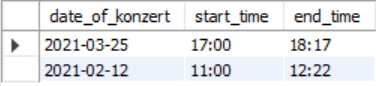 date_of_konzert start_time end_time
2021-03-25 17:00 18:17
2021-02-12 11:00 12:22